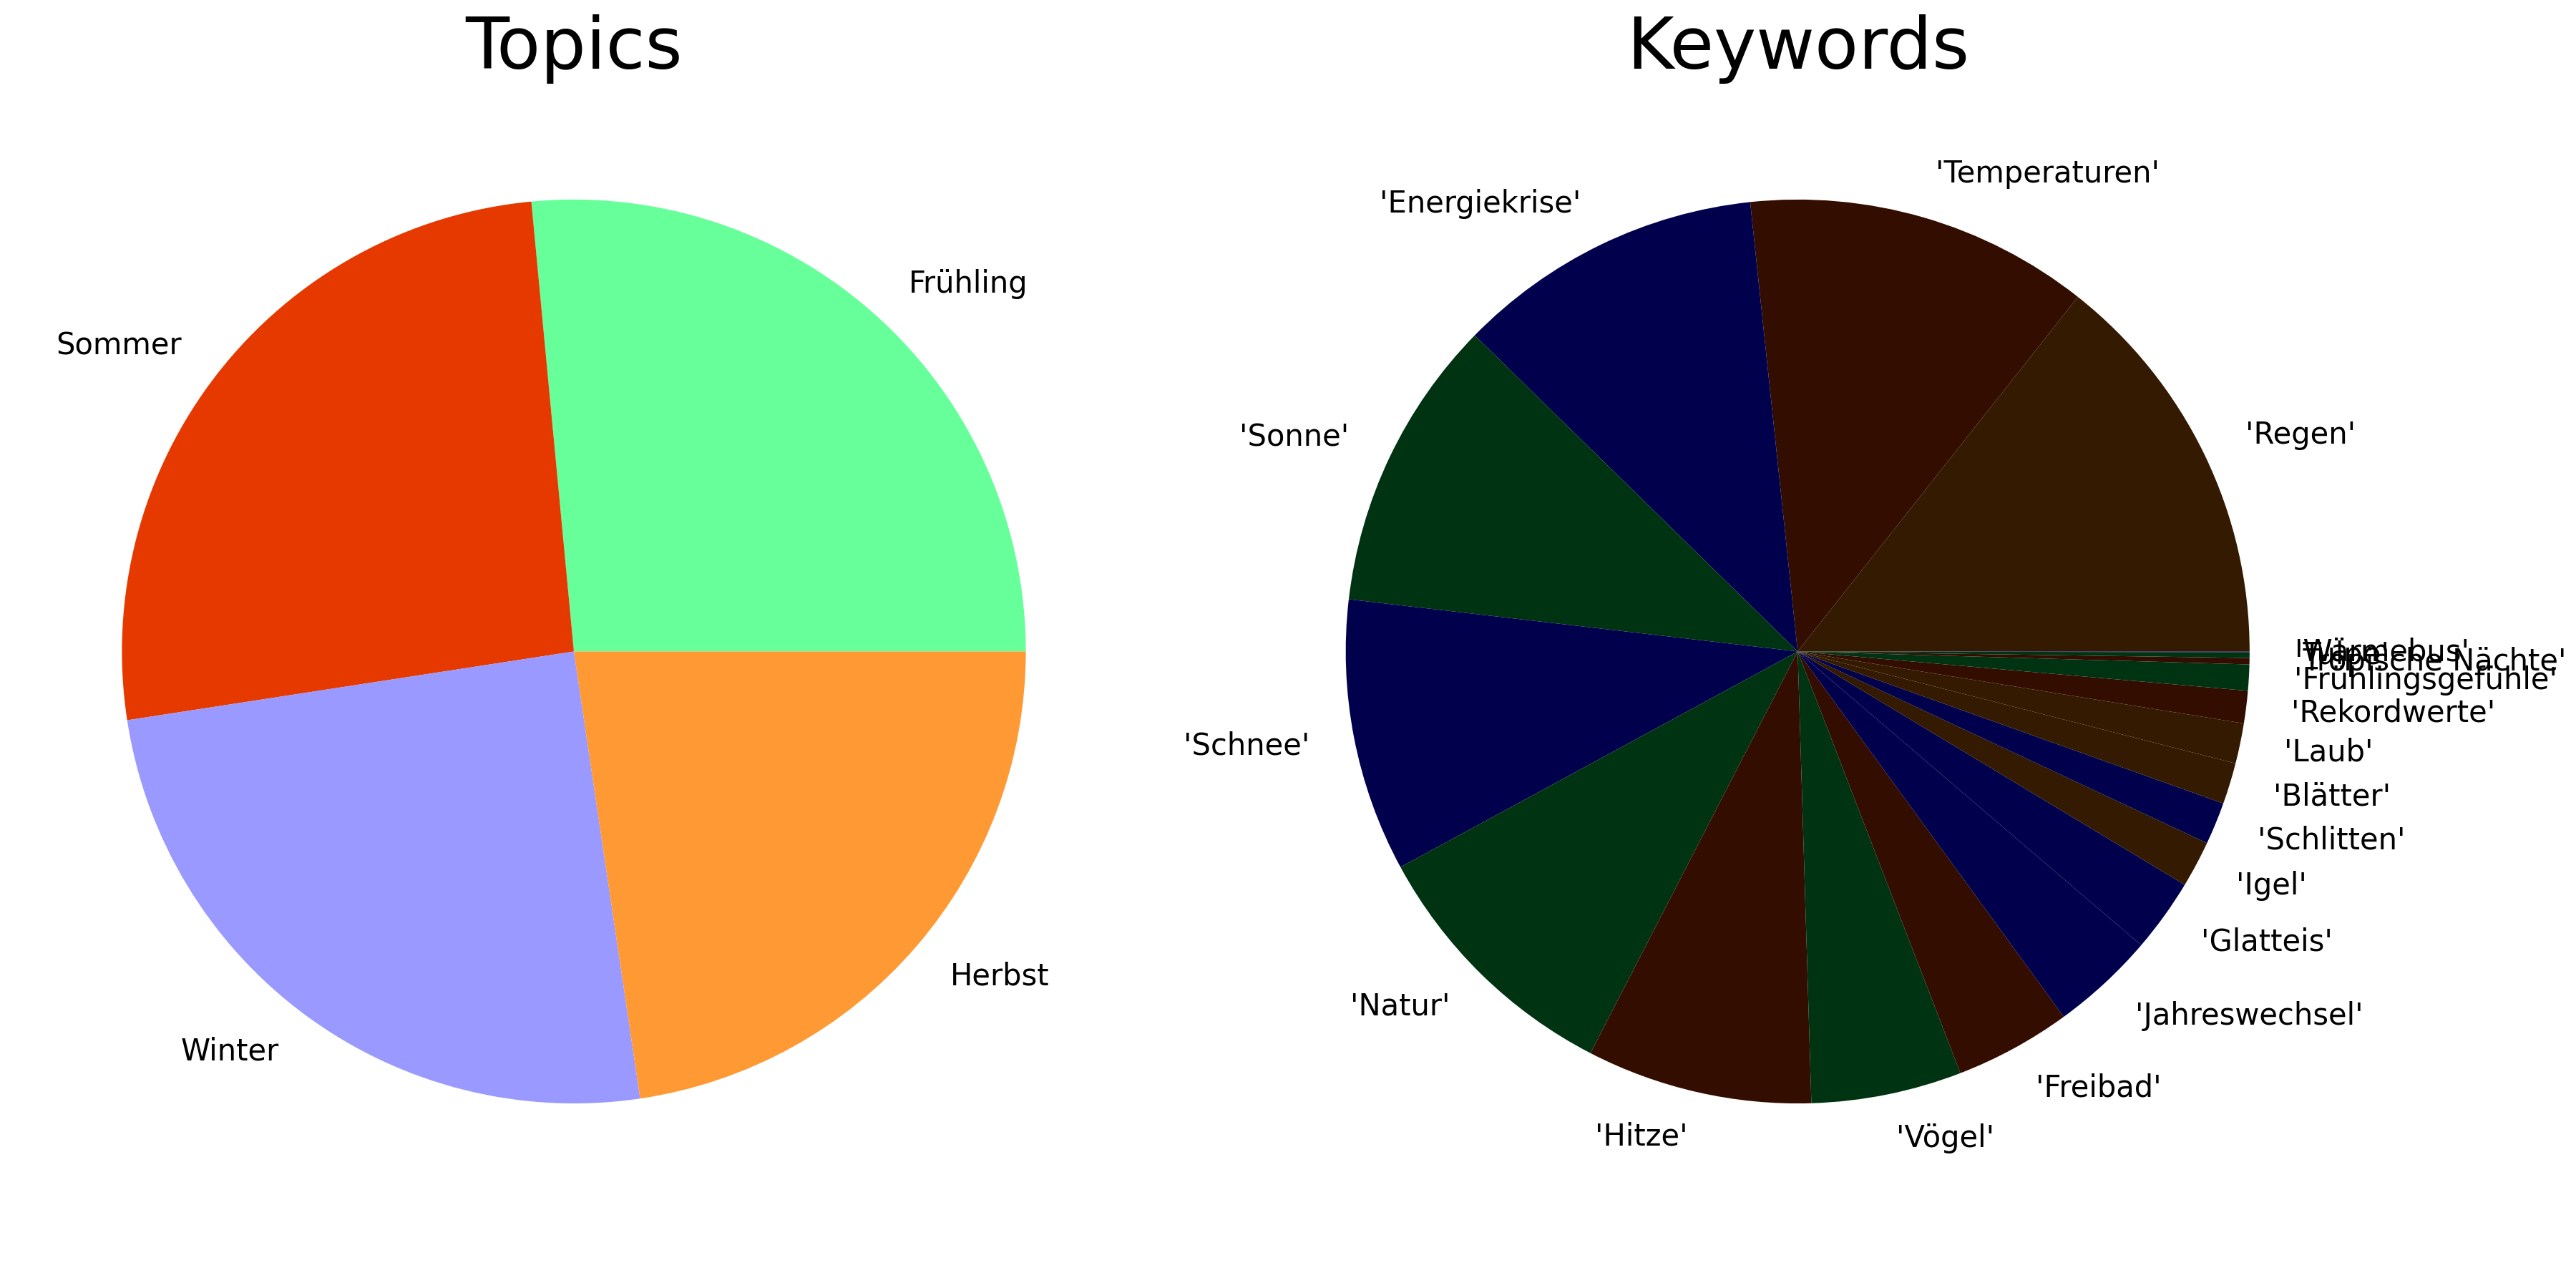 Topics
Frühling
Sommer
Winter
Herbst
Keywords
'Regen'
'Temperaturen'
'Energiekrise'
'Sonne'
'Schnee'
'Natur'
'Hitze'
'Vögel'
'Freibad'
'Jahreswechsel'
'Glatteis'
'Igel'
'Schlitten'
'Blätter'
'Laub'
'Rekordwerte'
'Frühlingsgefühle'
'Tropische Nächte'
'Wärmebus'